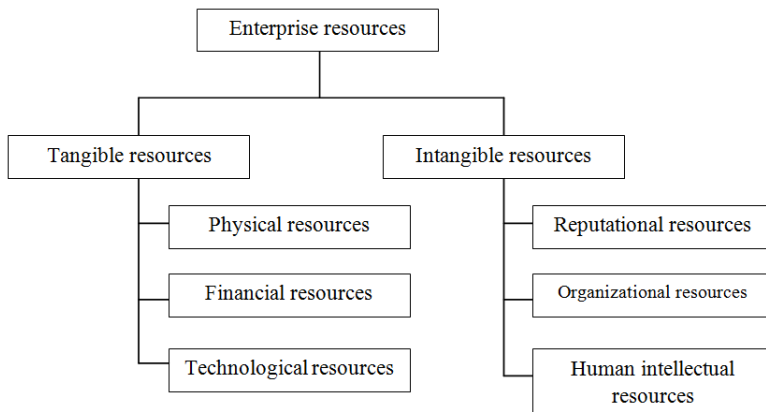 Enterprise resources
Tangible resources
Intangible resources
Physical resources
Reputational resources
Financial resources
Organizational resources
Technological resources
Human intellectual
resources